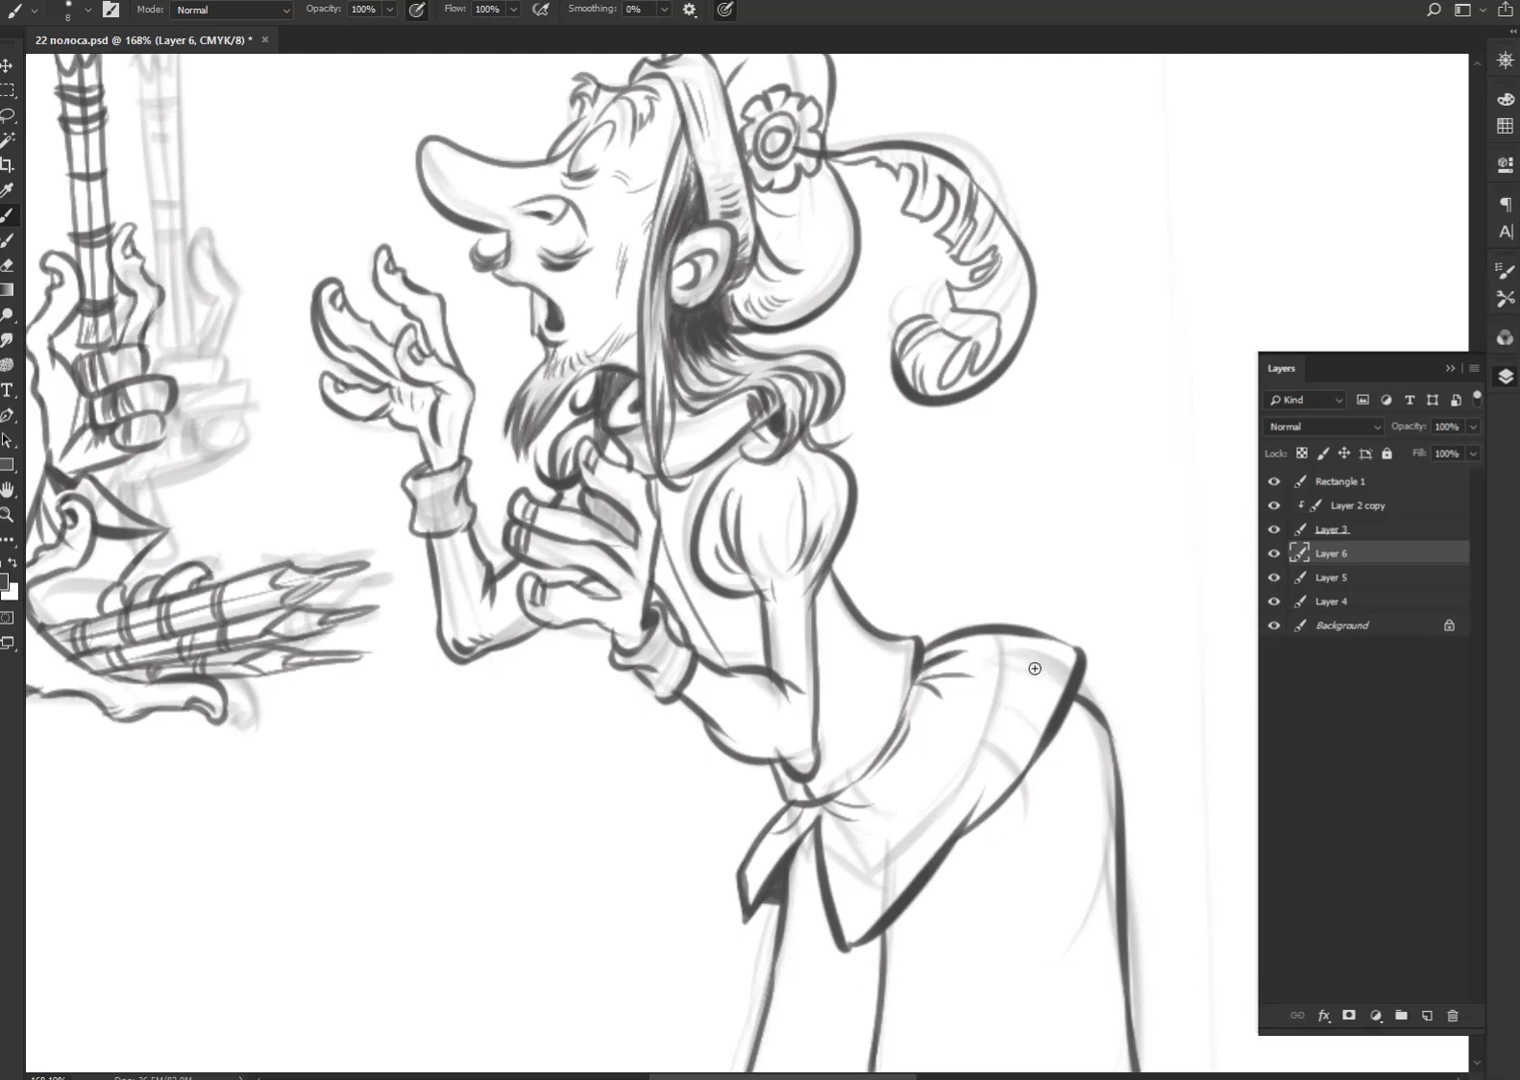 8 Mode: Normal Opacity: 100% Flow: 100% Smoothing: 0%
22 полоса.psd @ 168% (Layer 6, CMYK/8) * ×
Layers
Kind
Normal Opacity: 100%
Lock: Fill: 100%
Rectangle 1
Layer 2 copy
Layer 3
Layer 6
Layer 5
Layer 4
Background